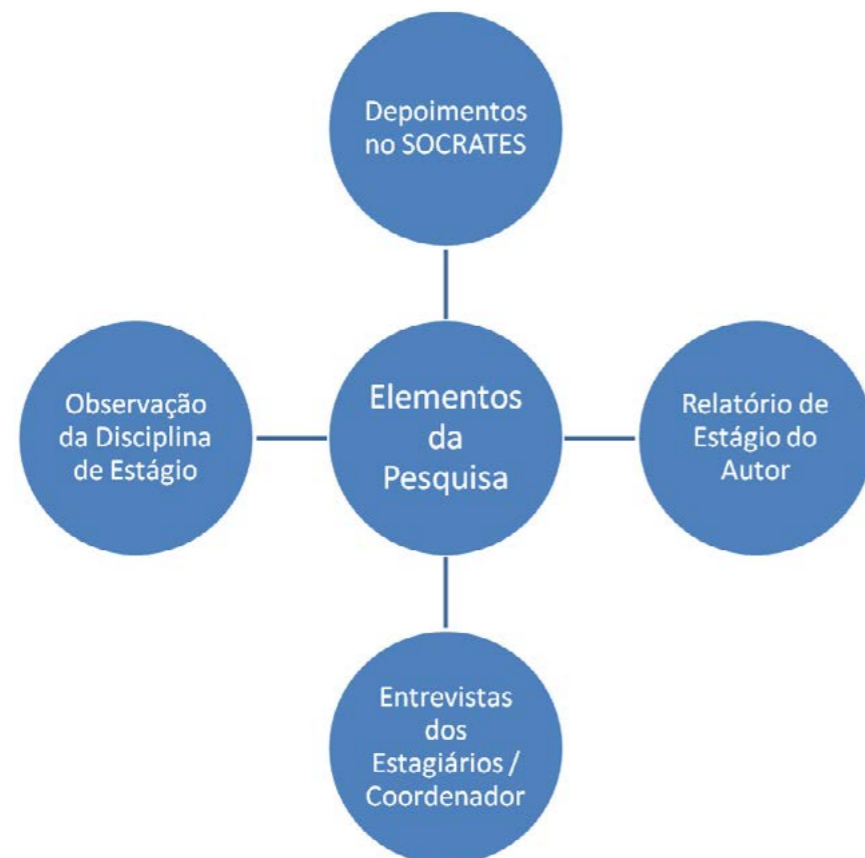 Depoimentos
no SOCRATES
Observação
da Disciplina
de Estágio
Elementos
da
Pesquisa
Relatório de
Estágio do
Autor
Entrevistas
dos
Estagiários /
Coordenador